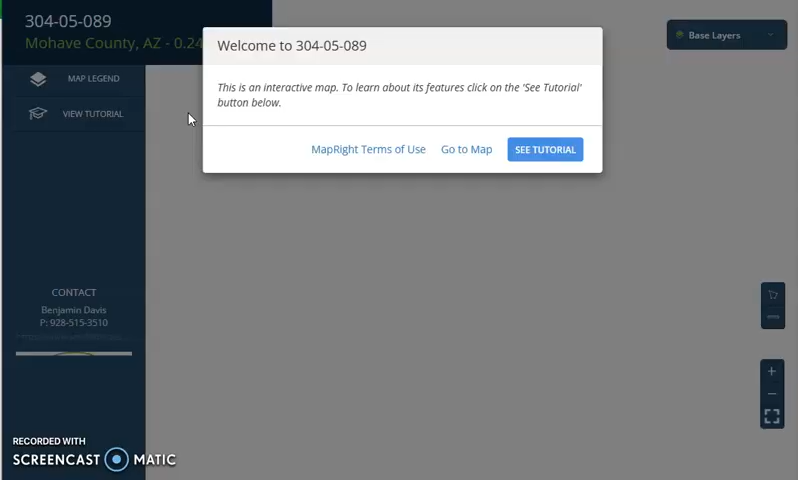 304-05-089
Mohave County, AZ - 0.24
MAP LEGEND
VIEW TUTORIAL
Welcome to 304-05-089
This is an interactive map. To learn about its features click on the 'See Tutorial'
button below.
MapRight Terms of Use
Go to Map
SEE TUTORIAL
Base Layers
CONTACT
Benjamin Davis
P: 928-515-3510
RECORDED WITH
SCREENCAST MATIC